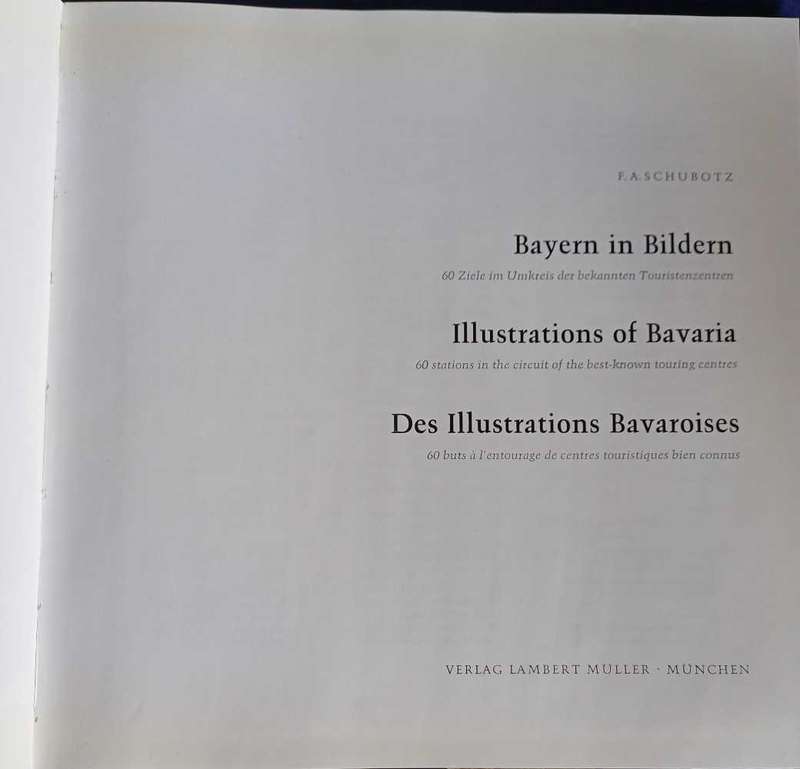 F. A. SCHUBOTZ
Bayern in Bildern
60 Ziele im Umkreis der bekannten Touristenzentren
Illustrations of Bavaria
60 stations in the circuit of the best-known touring centres
Des Illustrations Bavaroises
60 buts à l'entourage de centres touristiques bien connus
VERLAG LAMBERT MÜLLER · MÜNCHEN